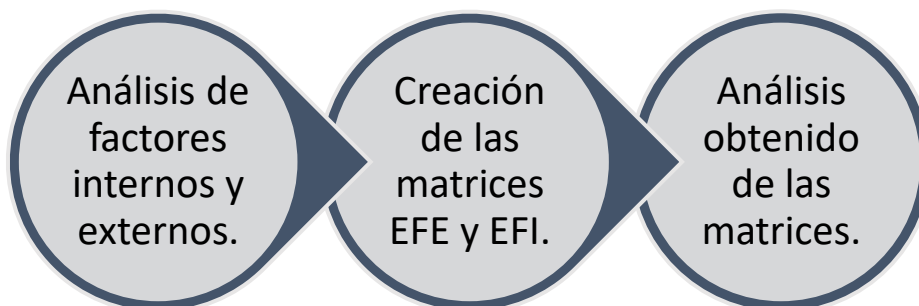 Análisis de
factores
internos y
externos.
Creación
de las
matrices
EFE y EFI.
Análisis
obtenido
de las
matrices.